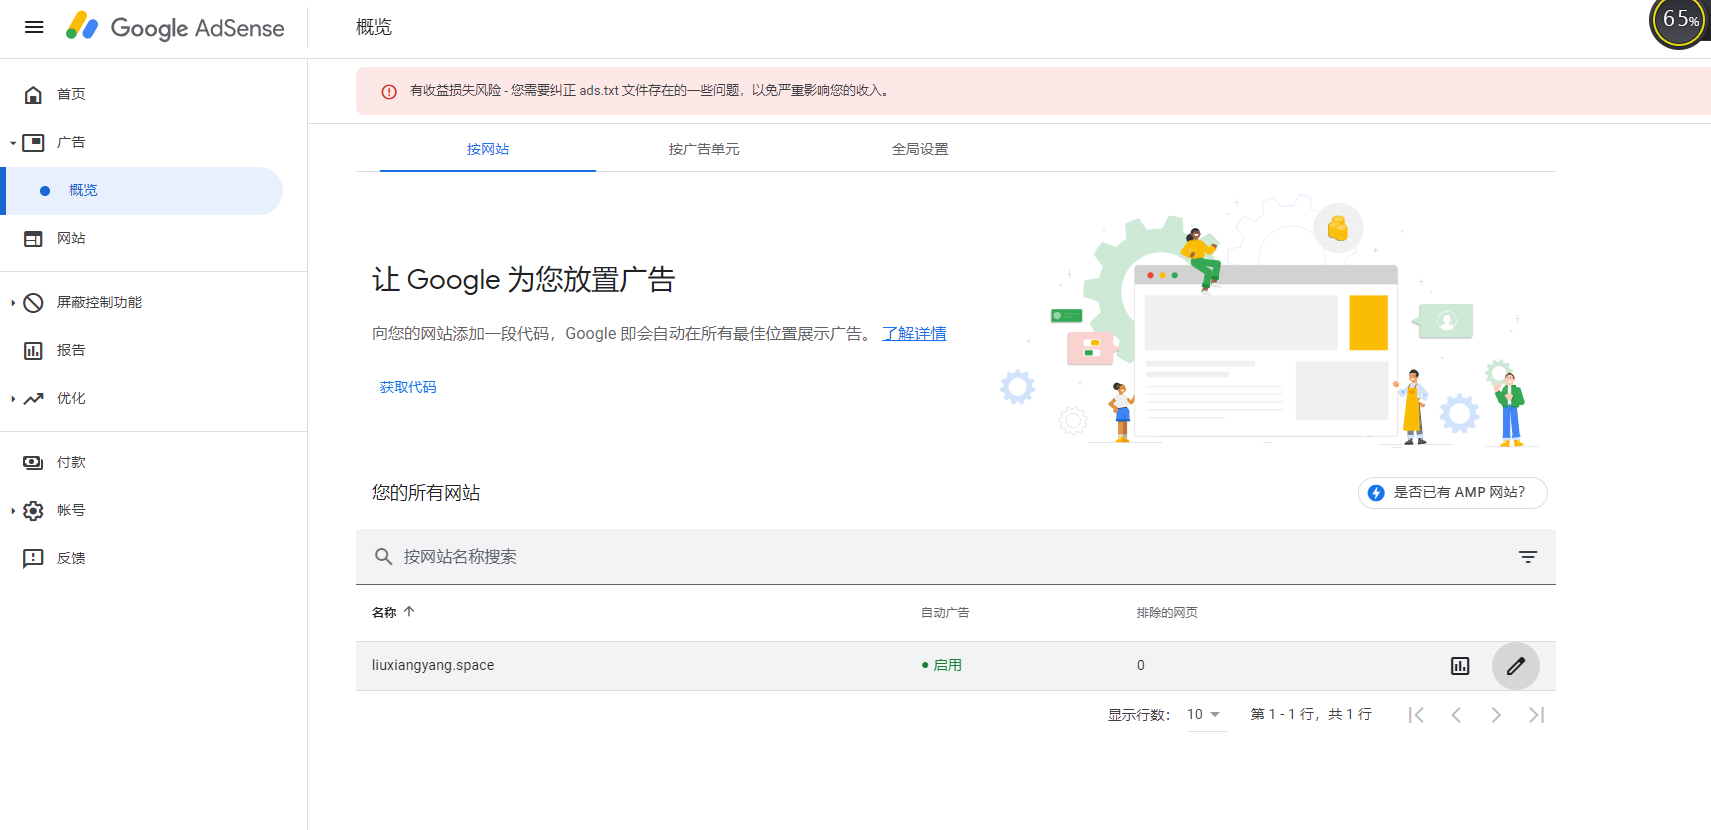 Google AdSense
概览
65%
首页
广告
概览
网站
屏蔽控制功能
报告
优化
付款
帐号
反馈
有收益损失风险 - 您需要纠正 ads.txt 文件存在的一些问题，以免严重影响您的收入。
按网站
按广告单元
全局设置
让 Google 为您放置广告
向您的网站添加一段代码，Google 即会自动在所有最佳位置展示广告。 了解详情
获取代码
您的所有网站
是否已有 AMP 网站？
按网站名称搜索
名称
自动广告
排除的网页
liuxiangyang.space
启用
0
显示行数： 10 第 1 - 1 行，共 1 行